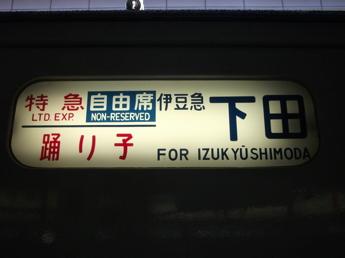 特急 自由席 伊豆急 下田
LTD. EXP. NON-RESERVED
踊り子 FOR IZUKYŪSHIMODA